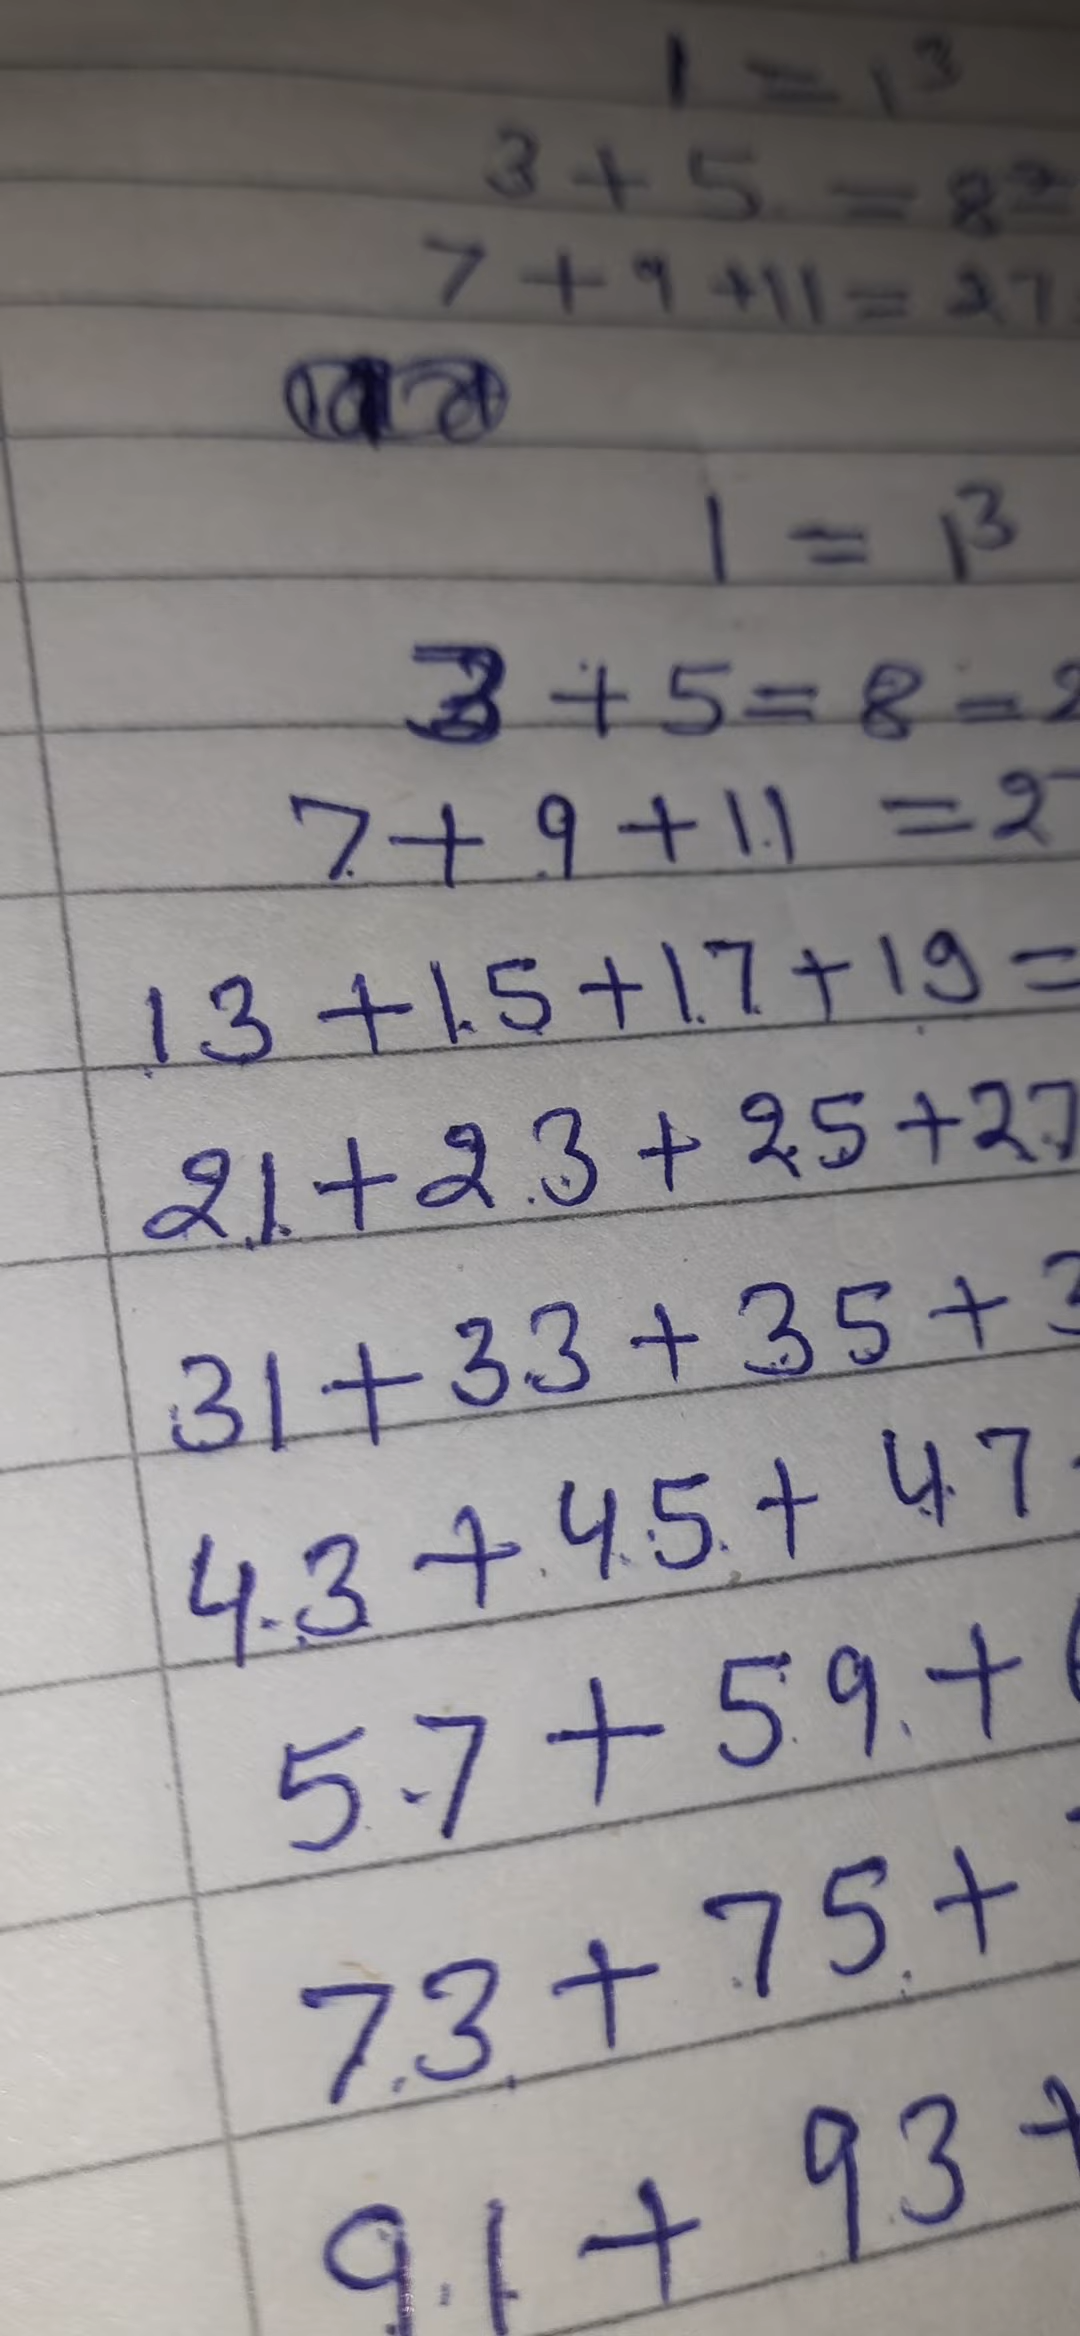 1 = 1³
3 + 5 = 8 =
7 + 9 + 11 = 27
1 = 1³
3 + 5 = 8 = 2
7 + 9 + 11 = 2
13 + 15 + 17 + 19 =
21 + 23 + 25 + 27
31 + 33 + 35 + 3
43 + 45 + 47
57 + 59 +
73 + 75 +
91 + 93 +